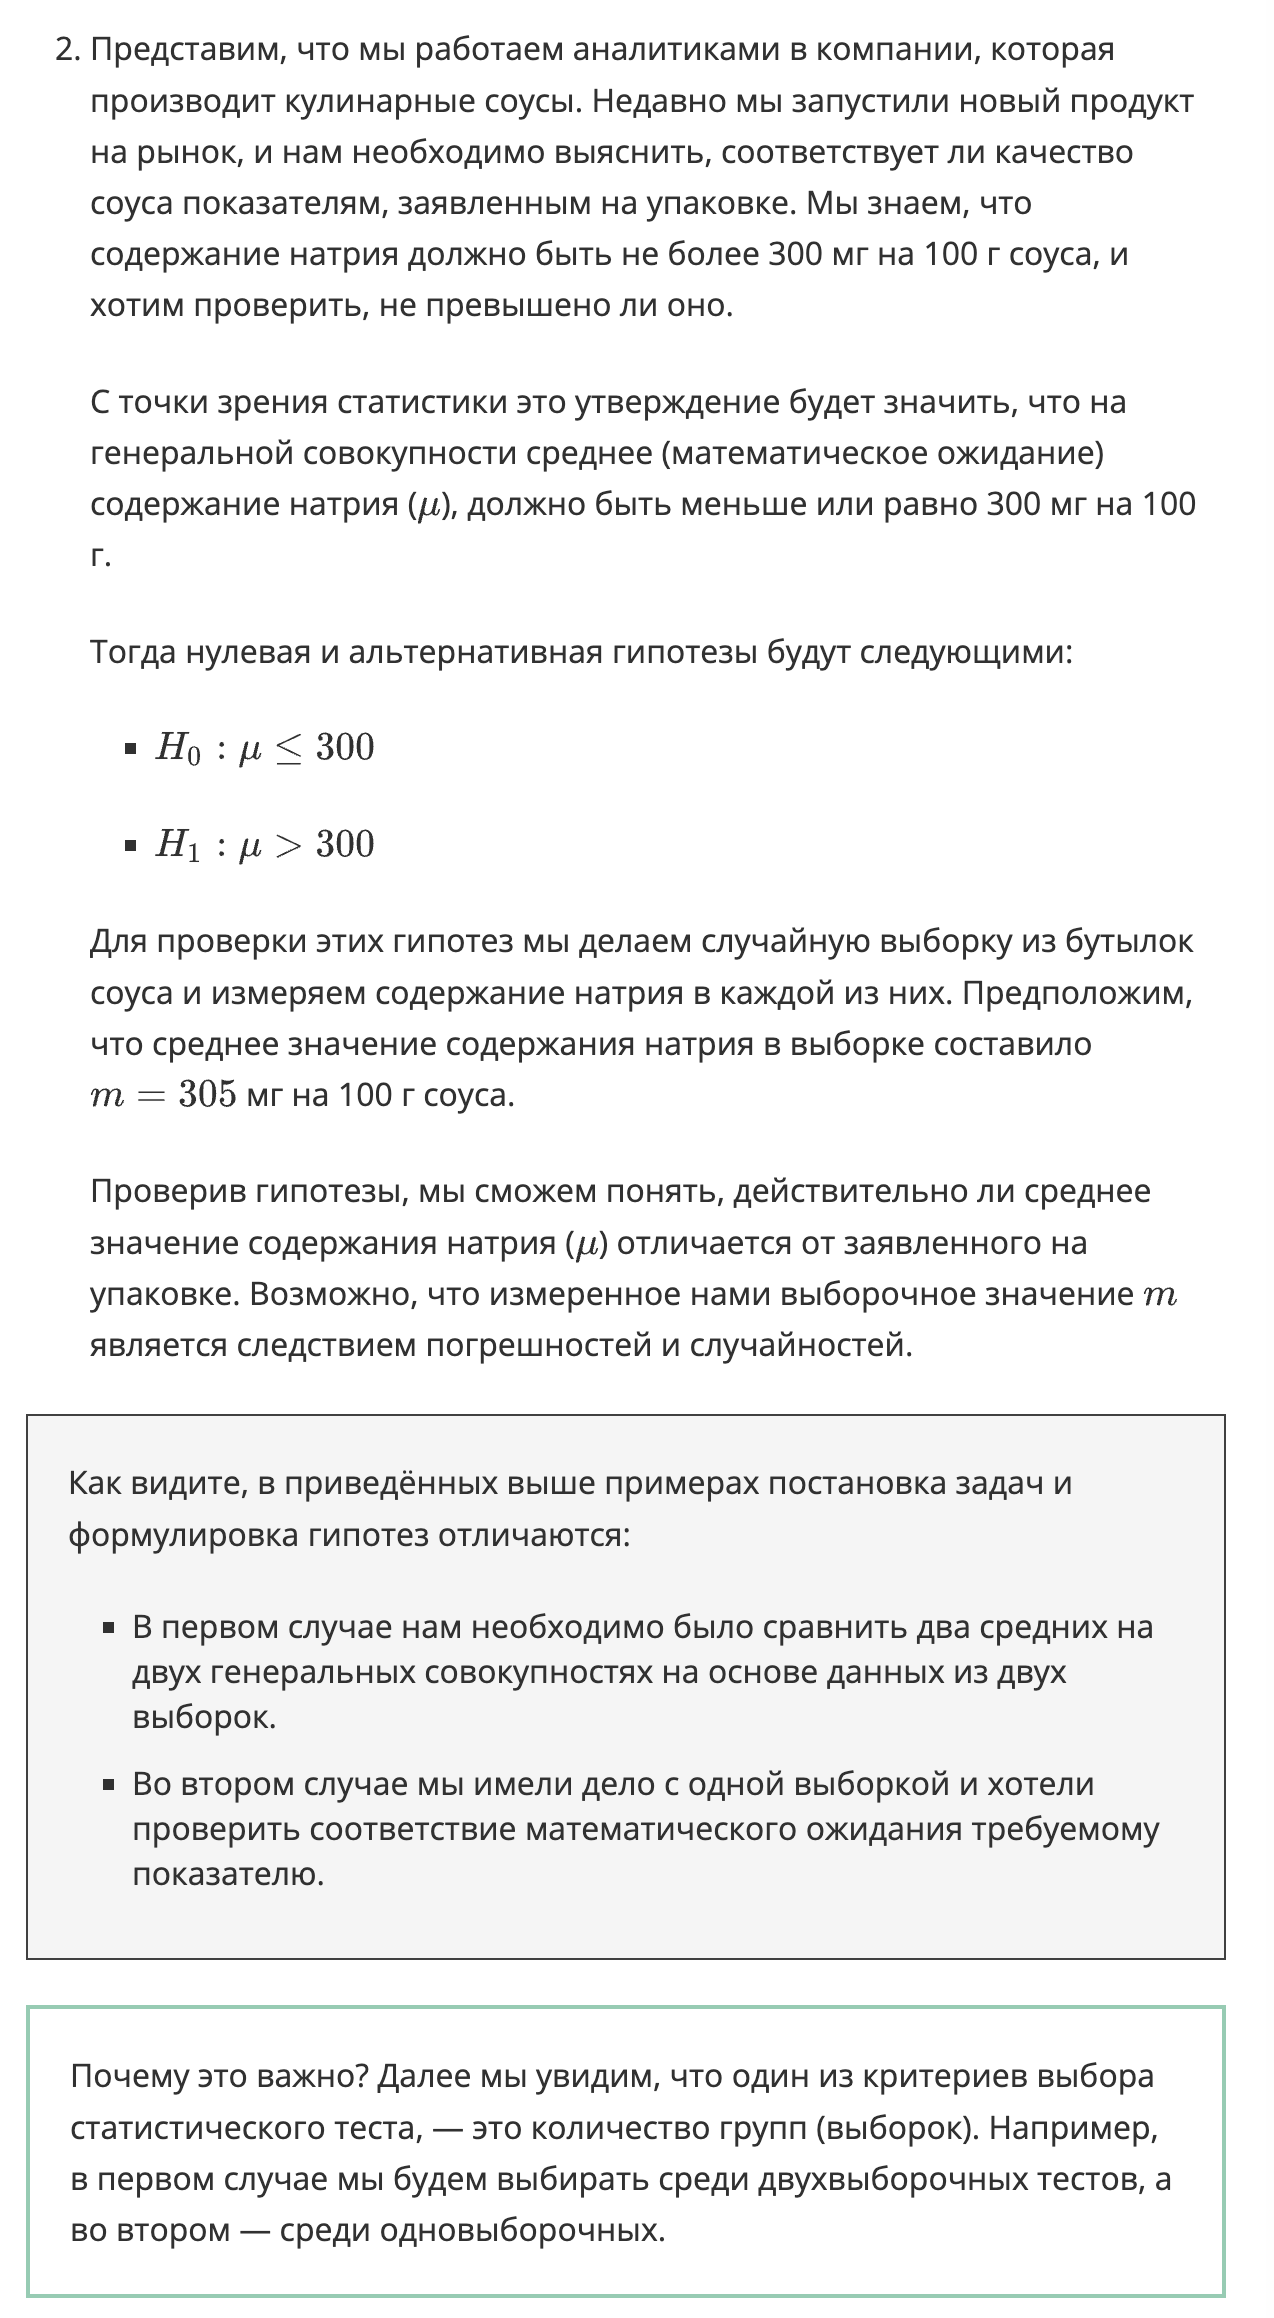 2. Представим, что мы работаем аналитиками в компании, которая
производит кулинарные соусы. Недавно мы запустили новый продукт
на рынок, и нам необходимо выяснить, соответствует ли качество
соуса показателям, заявленным на упаковке. Мы знаем, что
содержание натрия должно быть не более 300 мг на 100 г соуса, и
хотим проверить, не превышено ли оно.
С точки зрения статистики это утверждение будет значить, что на
генеральной совокупности среднее (математическое ожидание)
содержание натрия (μ), должно быть меньше или равно 300 мг на 100
г.
Тогда нулевая и альтернативная гипотезы будут следующими:
▪ H₀ : μ ≤ 300
▪ H₁ : μ > 300
Для проверки этих гипотез мы делаем случайную выборку из бутылок
соуса и измеряем содержание натрия в каждой из них. Предположим,
что среднее значение содержания натрия в выборке составило
m = 305 мг на 100 г соуса.
Проверив гипотезы, мы сможем понять, действительно ли среднее
значение содержания натрия (μ) отличается от заявленного на
упаковке. Возможно, что измеренное нами выборочное значение m
является следствием погрешностей и случайностей.
Как видите, в приведённых выше примерах постановка задач и
формулировка гипотез отличаются:
▪ В первом случае нам необходимо было сравнить два средних на
двух генеральных совокупностях на основе данных из двух
выборок.
▪ Во втором случае мы имели дело с одной выборкой и хотели
проверить соответствие математического ожидания требуемому
показателю.
Почему это важно? Далее мы увидим, что один из критериев выбора
статистического теста, — это количество групп (выборок). Например,
в первом случае мы будем выбирать среди двухвыборочных тестов, а
во втором — среди одновыборочных.